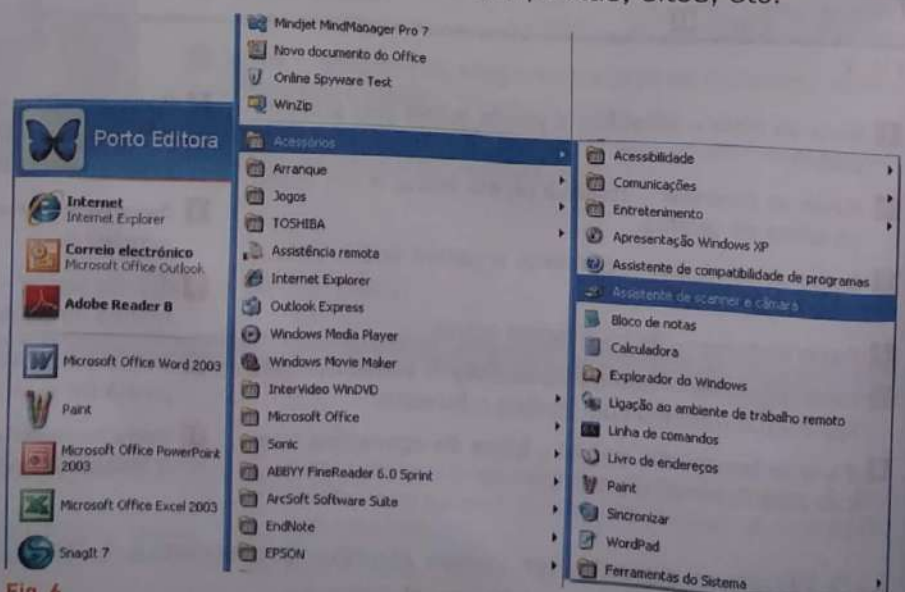 Mindjet MindManager Pro 7
Novo documento do Office
Online Spyware Test
WinZip
Porto Editora
Internet
Internet Explorer
Correio electrónico
Microsoft Office Outlook
Adobe Reader 8
Microsoft Office Word 2003
Paint
Microsoft Office PowerPoint
2003
Microsoft Office Excel 2003
SnagIt 7
Acessórios
Arranque
Jogos
TOSHIBA
Assistência remota
Internet Explorer
Outlook Express
Windows Media Player
Windows Movie Maker
InterVideo WinDVD
Microsoft Office
Sonic
ABBYY FineReader 6.0 Sprint
ArcSoft Software Suite
EndNote
EPSON
Acessibilidade
Comunicações
Entretenimento
Apresentação Windows XP
Assistente de compatibilidade de programas
Assistente de scanner e câmara
Bloco de notas
Calculadora
Explorador do Windows
Ligação ao ambiente de trabalho remoto
Linha de comandos
Livro de endereços
Paint
Sincronizar
WordPad
Ferramentas do Sistema